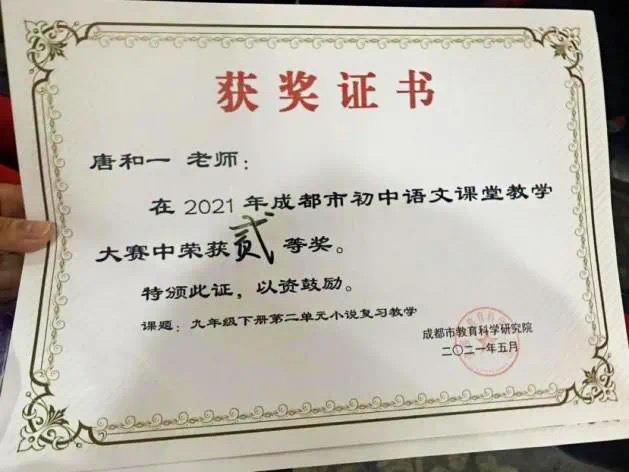 获奖证书
唐和一 老师：
在 2021 年成都市初中语文课堂教学
大赛中荣获贰等奖。
特颁此证，以资鼓励。
课题：九年级下册第二单元小说复习教学
成都市教育科学研究院
二〇二一年五月